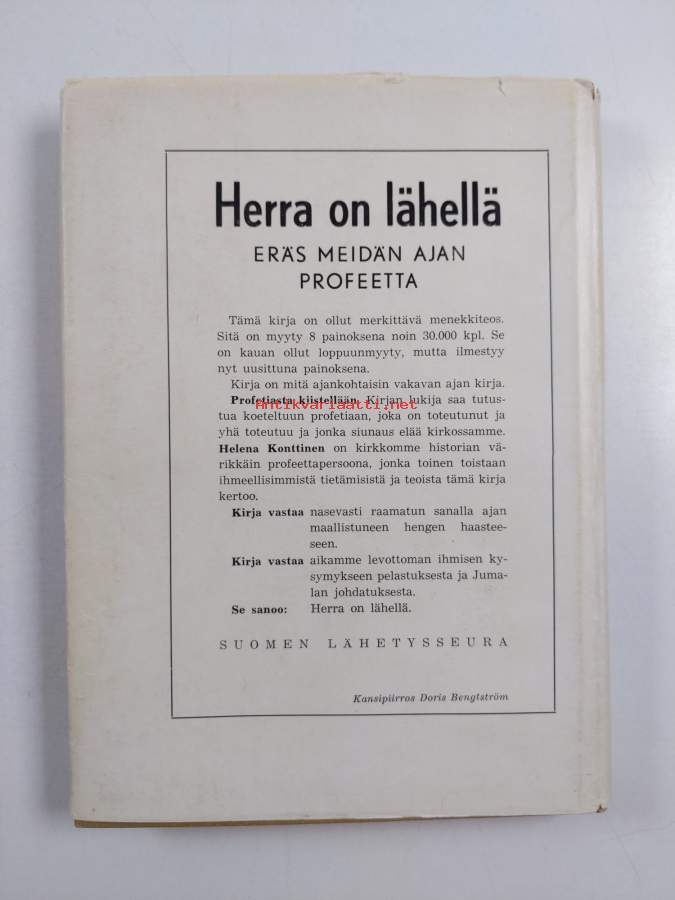 Herra on lähellä
ERÄS MEIDÄN AJAN
PROFEETTA
Tämä kirja on ollut merkittävä menekkiteos.
Sitä on myyty 8 painoksena noin 30.000 kpl. Se
on kauan ollut loppuunmyyty, mutta ilmestyy
nyt uusittuna painoksena.
Kirja on mitä ajankohtaisin vakavan ajan kirja.
Profetiasta kiistellään. Kirjan lukija saa tutus-
Antikvariaatti.net
tua koeteltuun profetiaan, joka on toteutunut ja
yhä toteutuu ja jonka siunaus elää kirkossamme.
Helena Konttinen on kirkkomme historian vä-
rikkäin profeettapersoona, jonka toinen toistaan
ihmeellisimmistä tietämisistä ja teoista tämä kirja
kertoo.
Kirja vastaa nasevasti raamatun sanalla ajan
maallistuneen hengen haastee-
seen.
Kirja vastaa aikamme levottoman ihmisen ky-
symykseen pelastuksesta ja Juma-
lan johdatuksesta.
Se sanoo: Herra on lähellä.
SUOMEN LÄHETYSSEURA
Kansipiirros Doris Bengtström